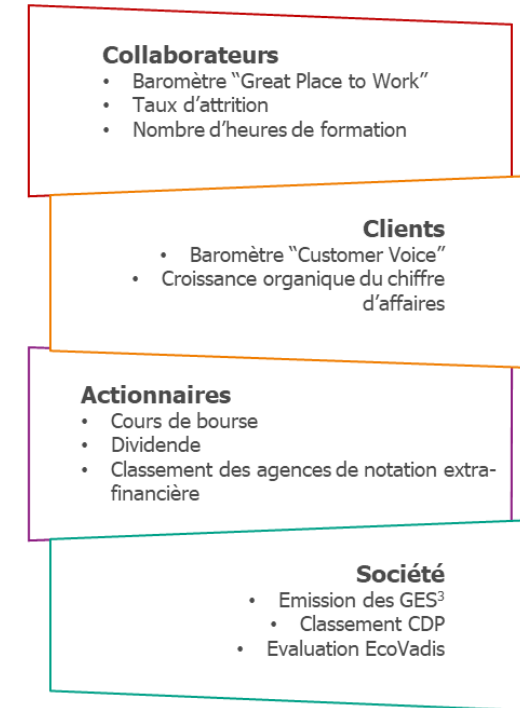 Collaborateurs
• Baromètre “Great Place to Work”
• Taux d’attrition
• Nombre d’heures de formation
Clients
• Baromètre “Customer Voice”
• Croissance organique du chiffre
d’affaires
Actionnaires
• Cours de bourse
• Dividende
• Classement des agences de notation extra-
financière
Société
• Emission des GES³
• Classement CDP
• Evaluation EcoVadis